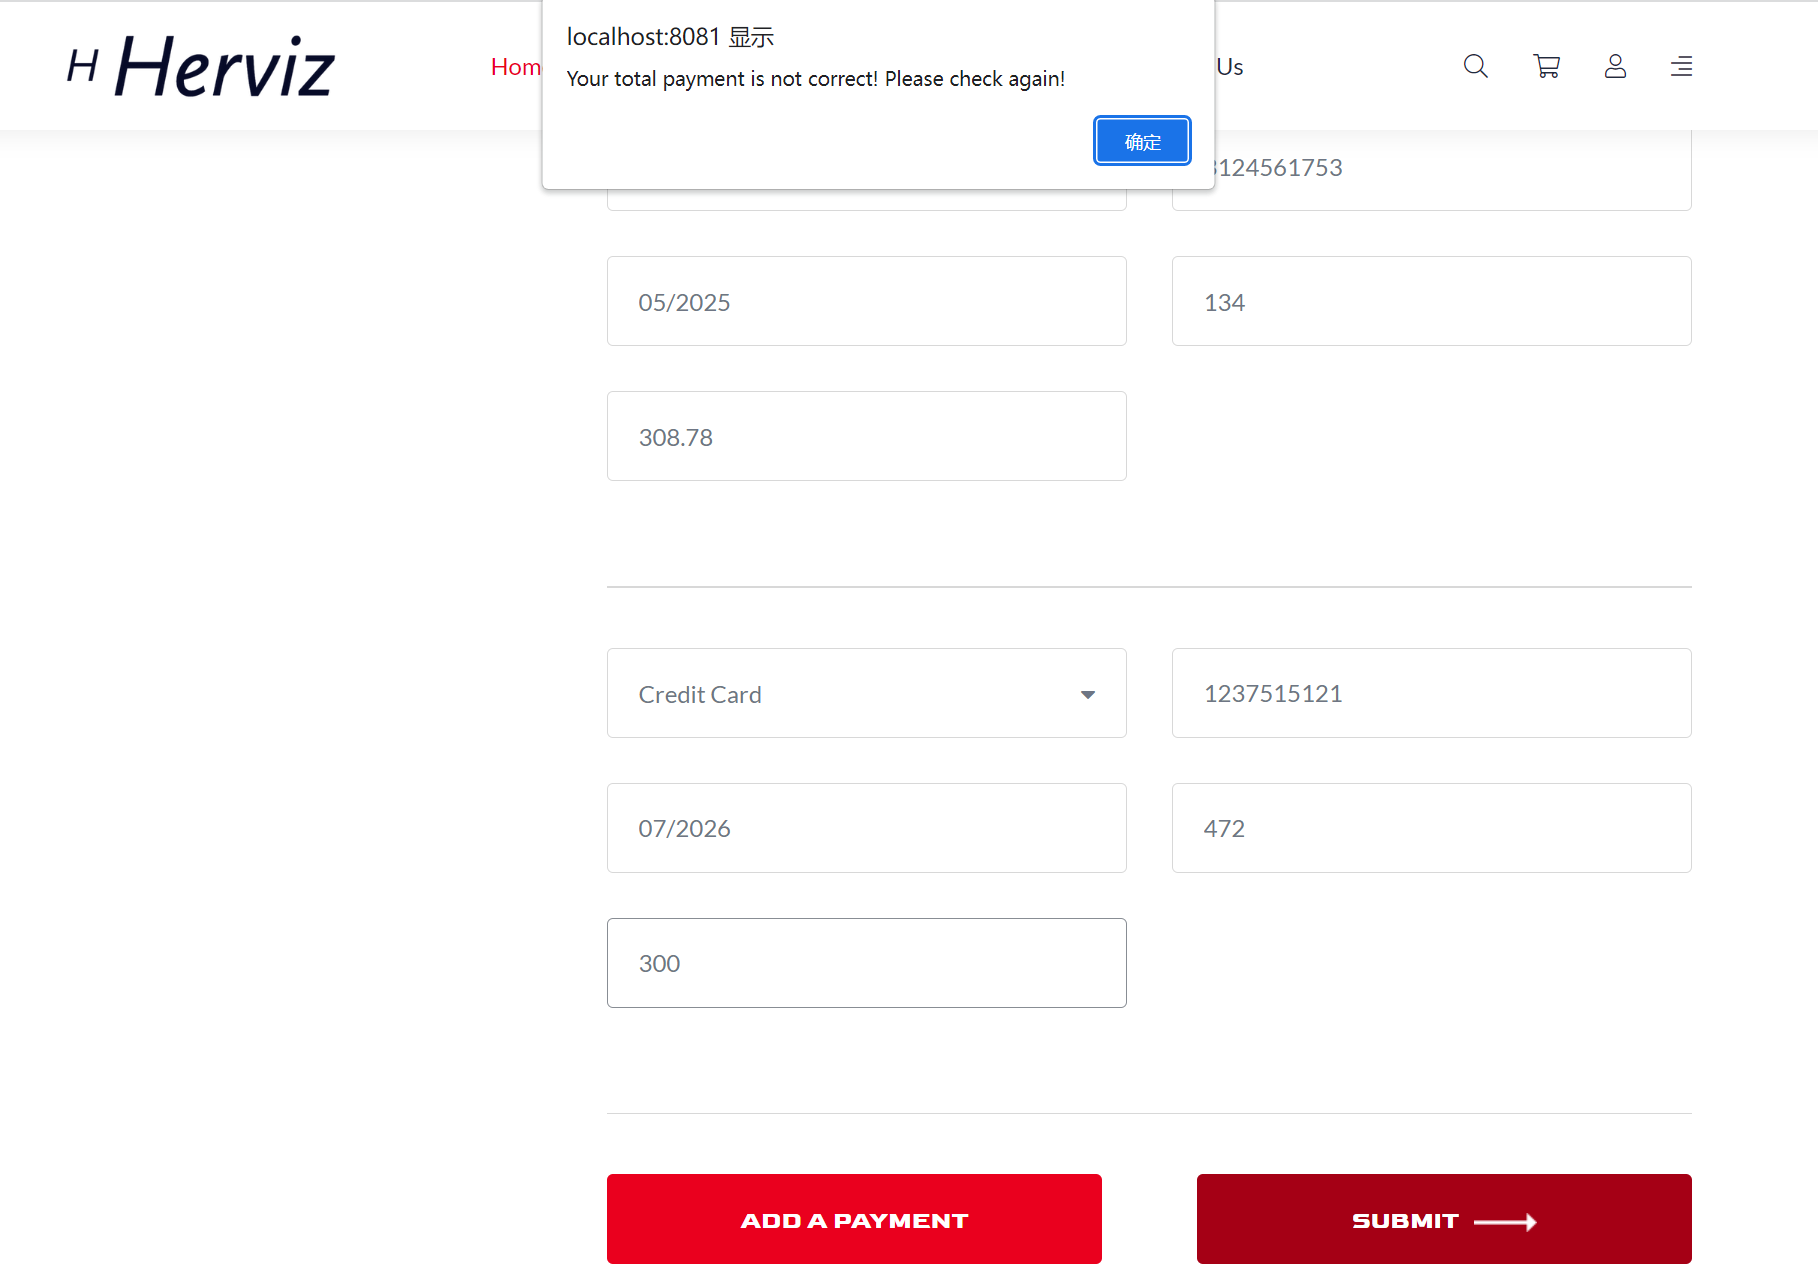 localhost:8081 显示
Your total payment is not correct! Please check again!
确定
H Herviz
Hom
Us
124561753
05/2025
134
308.78
Credit Card
1237515121
07/2026
472
300
ADD A PAYMENT
SUBMIT